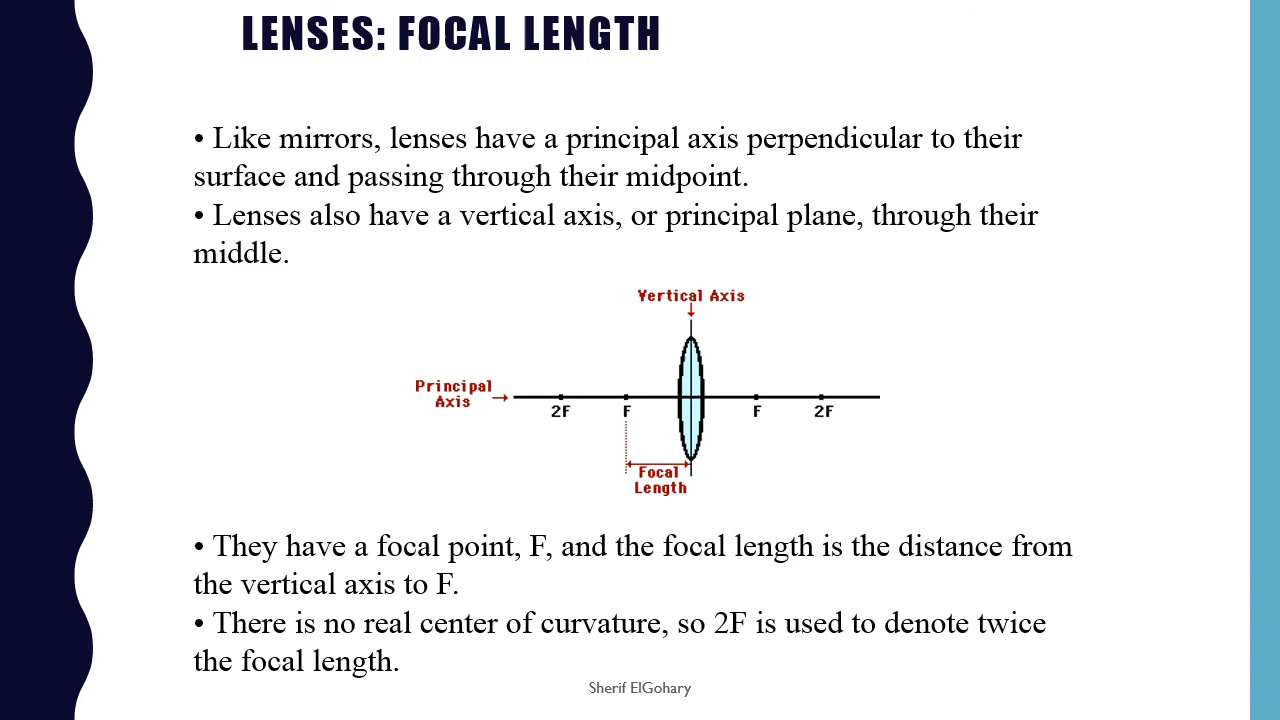 LENSES: FOCAL LENGTH
• Like mirrors, lenses have a principal axis perpendicular to their
surface and passing through their midpoint.
• Lenses also have a vertical axis, or principal plane, through their
middle.
Vertical Axis
Principal
Axis
2F F F 2F
Focal
Length
• They have a focal point, F, and the focal length is the distance from
the vertical axis to F.
• There is no real center of curvature, so 2F is used to denote twice
the focal length.
Sherif ElGohary